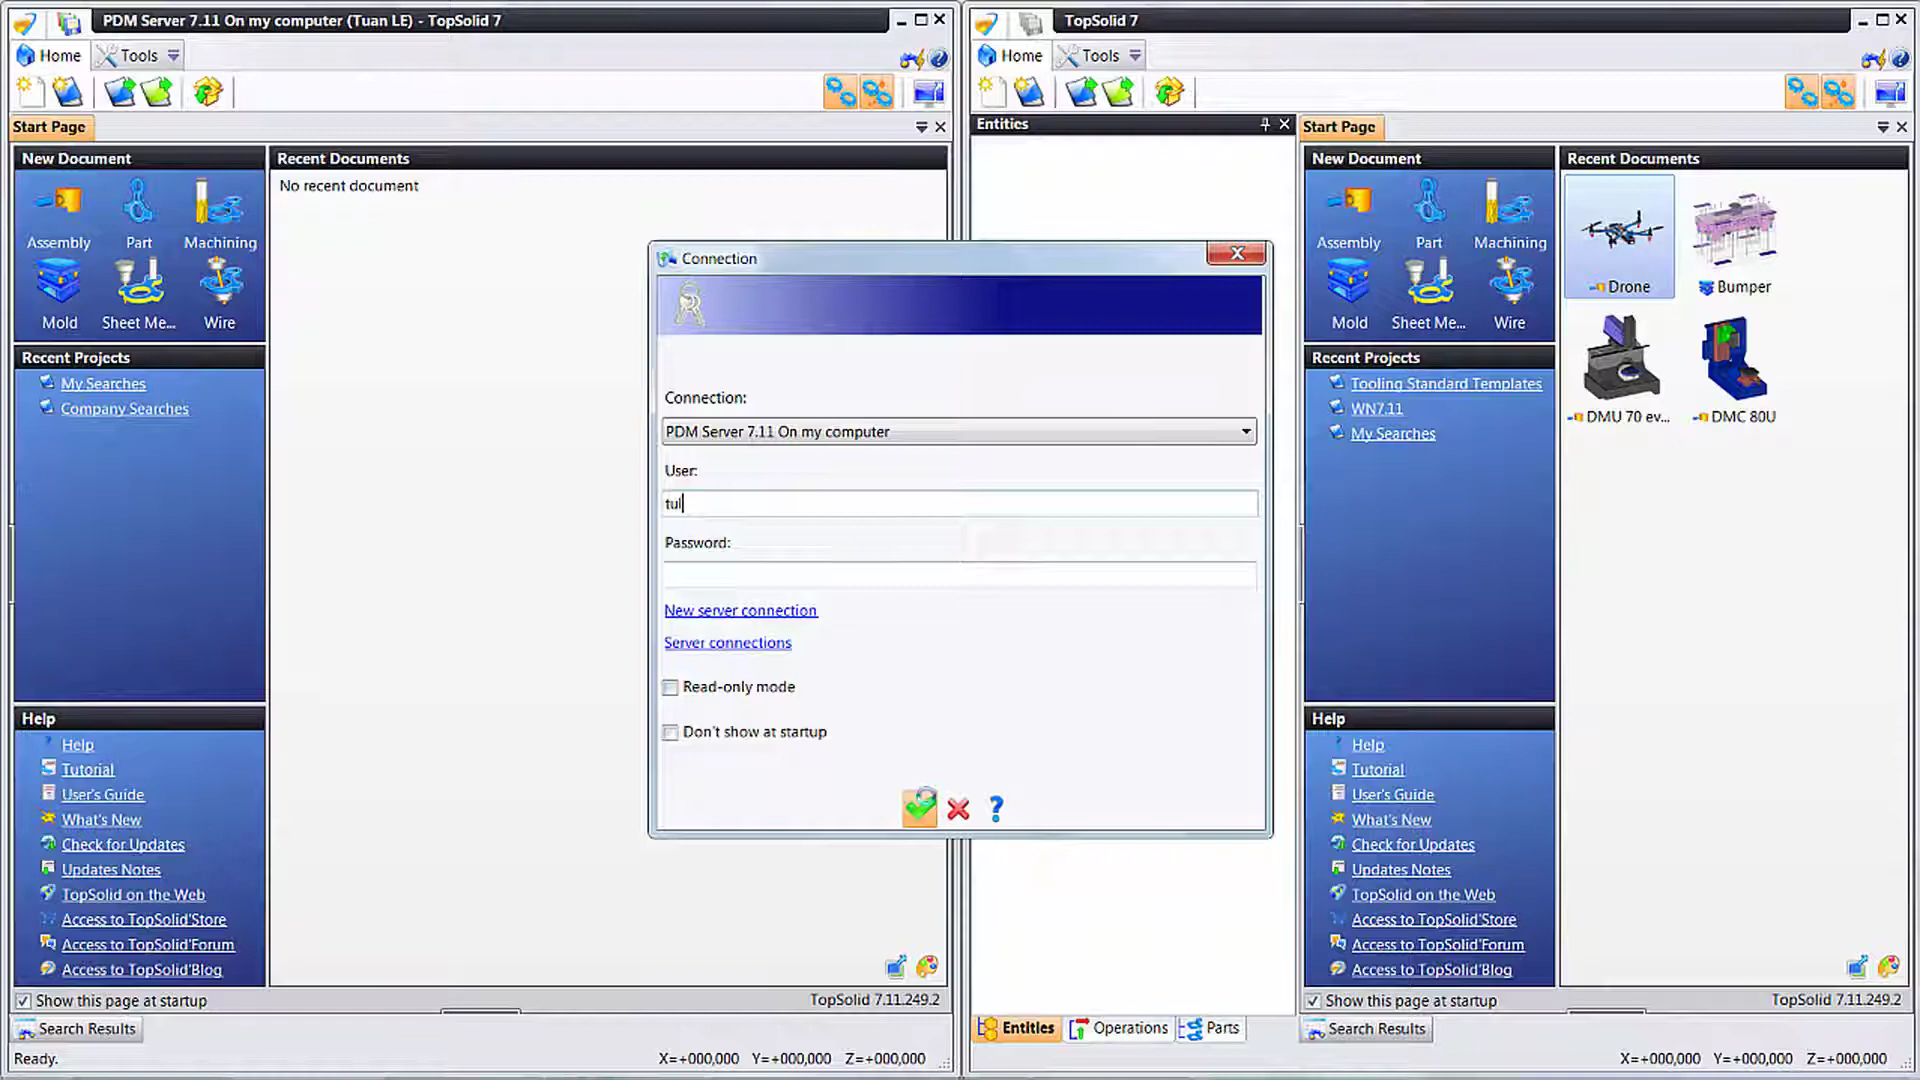 PDM Server 7.11 On my computer (Tuan LE) - TopSolid 7
Home
Tools
Start Page
New Document
Assembly
Part
Machining
Mold
Sheet Me...
Wire
Recent Projects
My Searches
Company Searches
Help
Help
Tutorial
User's Guide
What's New
Check for Updates
Updates Notes
TopSolid on the Web
Access to TopSolid'Store
Access to TopSolid'Forum
Access to TopSolid'Blog
Recent Documents
No recent document
Show this page at startup
TopSolid 7.11.249.2
Search Results
Ready.
X=+000,000 Y=+000,000 Z=+000,000
Connection
Connection:
PDM Server 7.11 On my computer
User:
tul
Password:
New server connection
Server connections
Read-only mode
Don't show at startup
TopSolid 7
Home
Tools
Entities
Entities
Operations
Parts
Start Page
New Document
Assembly
Part
Machining
Mold
Sheet Me...
Wire
Recent Projects
Tooling Standard Templates
WN7.11
My Searches
Help
Help
Tutorial
User's Guide
What's New
Check for Updates
Updates Notes
TopSolid on the Web
Access to TopSolid'Store
Access to TopSolid'Forum
Access to TopSolid'Blog
Recent Documents
Drone
Bumper
DMU 70 ev...
DMC 80U
Show this page at startup
TopSolid 7.11.249.2
Search Results
X=+000,000 Y=+000,000 Z=+000,000